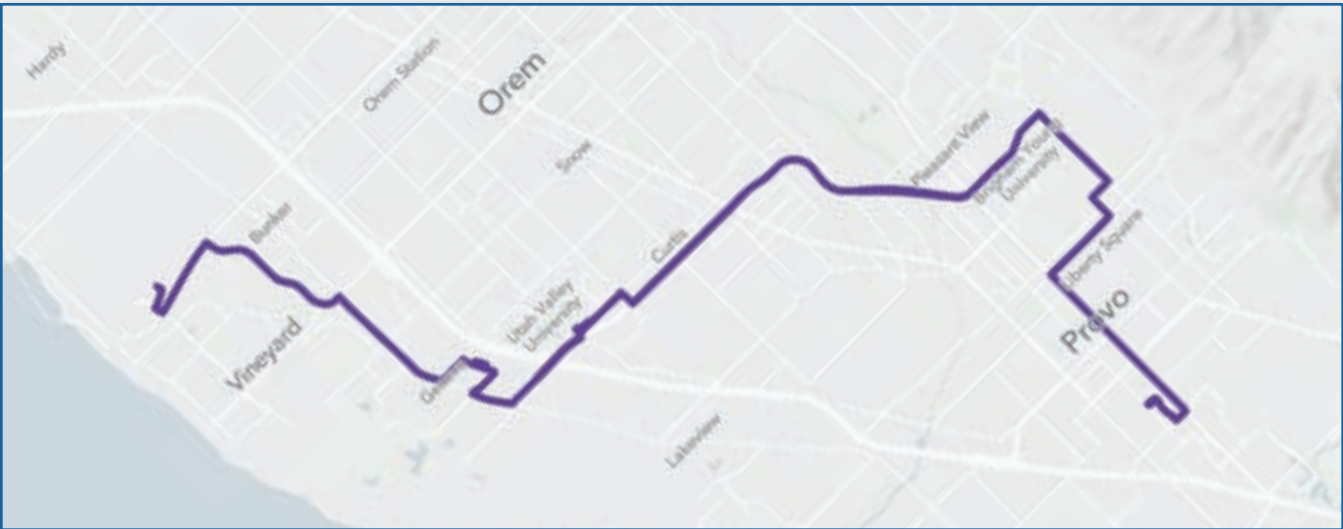 Hardy
Orem Station
Orem
Snow
Pleasant View
Brigham Young
University
Bunker
Curtis
Liberty Square
Utah Valley
University
Provo
Vineyard
Geneva
Lakeview